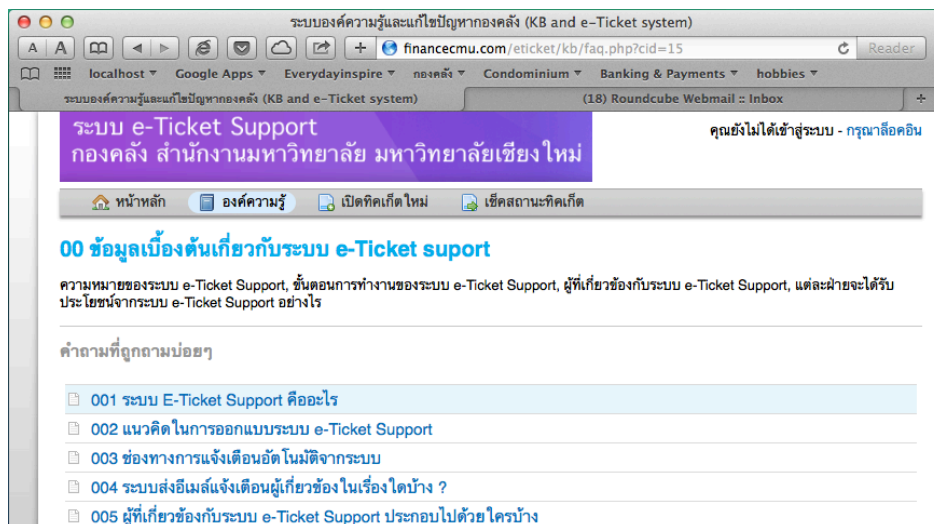 ระบบองค์ความรู้และแก้ไขปัญหากองคลัง (KB and e-Ticket system)
A A financecmu.com/eticket/kb/faq.php?cid=15 Reader
localhost Google Apps Everydayinspire กองคลัง Condominium Banking & Payments hobbies
ระบบองค์ความรู้และแก้ไขปัญหากองคลัง (KB and e-Ticket system) (18) Roundcube Webmail :: Inbox
ระบบ e-Ticket Support
กองคลัง สำนักงานมหาวิทยาลัย มหาวิทยาลัยเชียงใหม่
คุณยังไม่ได้เข้าสู่ระบบ - กรุณาล็อคอิน
หน้าหลัก องค์ความรู้ เปิดทิคเก็ตใหม่ เช็คสถานะทิคเก็ต
00 ข้อมูลเบื้องต้นเกี่ยวกับระบบ e-Ticket suport
ความหมายของระบบ e-Ticket Support, ขั้นตอนการทำงานของระบบ e-Ticket Support, ผู้ที่เกี่ยวข้องกับระบบ e-Ticket Support, แต่ละฝ่ายจะได้รับ
ประโยชน์จากระบบ e-Ticket Support อย่างไร
คำถามที่ถูกถามบ่อยๆ
001 ระบบ E-Ticket Support คืออะไร
002 แนวคิดในการออกแบบระบบ e-Ticket Support
003 ช่องทางการแจ้งเตือนอัตโนมัติจากระบบ
004 ระบบส่งอีเมล์แจ้งเตือนผู้เกี่ยวข้องในเรื่องใดบ้าง ?
005 ผู้ที่เกี่ยวข้องกับระบบ e-Ticket Support ประกอบไปด้วยใครบ้าง